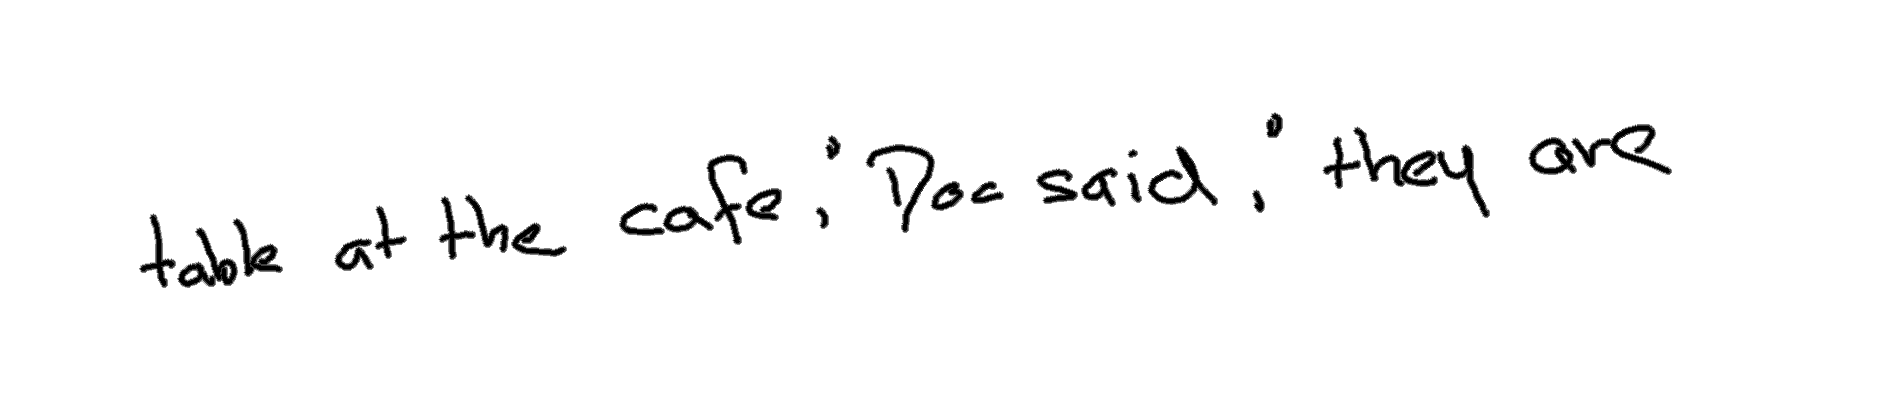 table at the cafe,' Doc said, 'they are